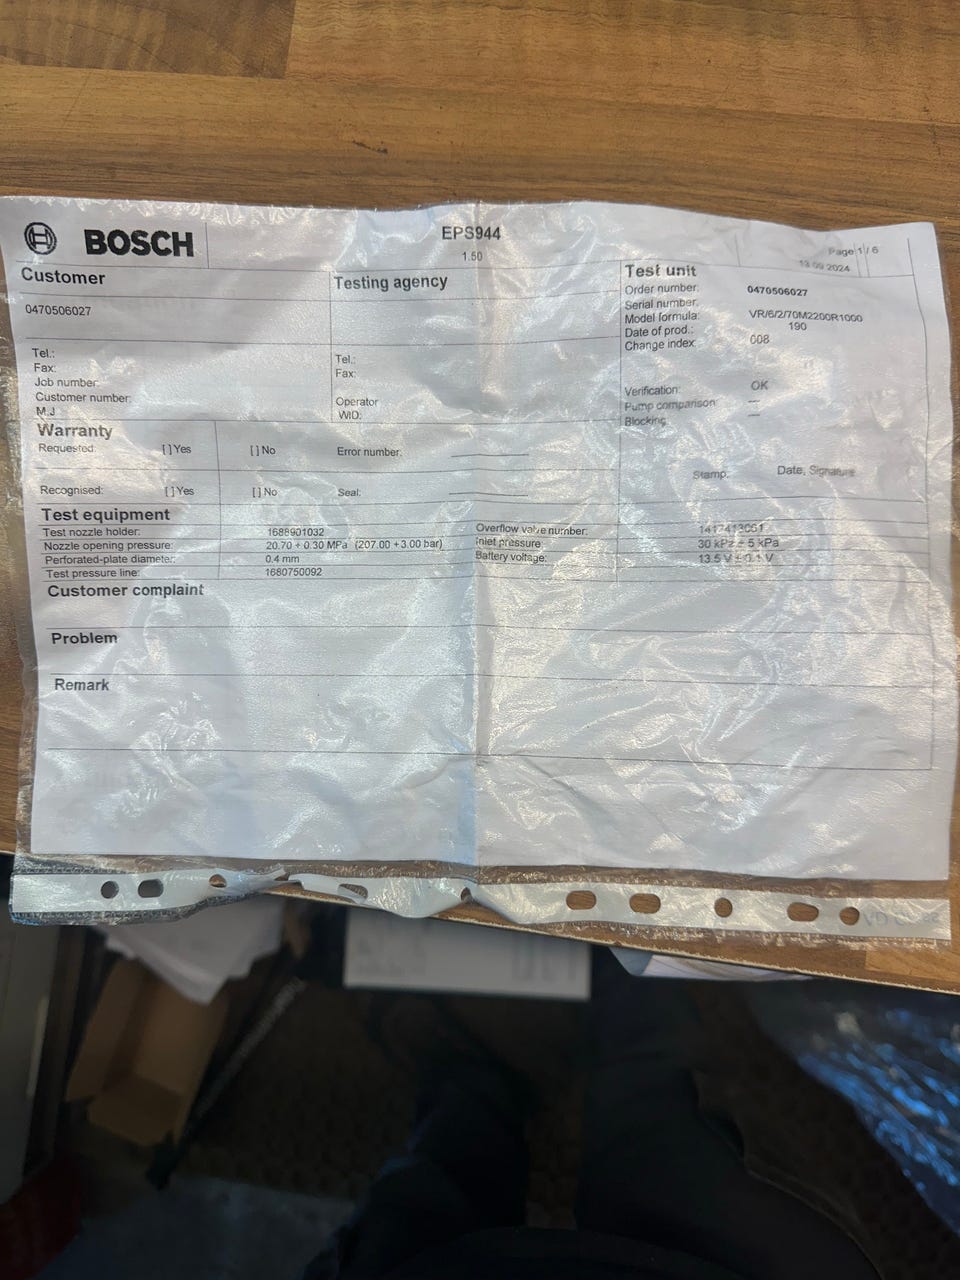 BOSCH
EPS944
1.50
Page 1 / 6
13.09.2024
Customer
0470506027
Tel.:
Fax:
Job number:
Customer number:
M.J
Testing agency
Tel.:
Fax:
Operator
WID:
Test unit
Order number: 0470506027
Serial number:
Model formula: VR/6/2/70M2200R1000
Date of prod.: 190
Change index: 008
Verification: OK
Pump comparison: —
Blocking: —
Stamp, Date, Signature
Warranty
Requested: [ ] Yes [ ] No Error number:
Recognised: [ ] Yes [ ] No Seal:
Test equipment
Test nozzle holder: 1688901032
Nozzle opening pressure: 20.70 + 0.30 MPa (207.00 +3.00 bar)
Perforated-plate diameter: 0.4 mm
Test pressure line: 1680750092
Overflow valve number:
Inlet pressure: 30 kPa ± 5 kPa
Battery voltage: 13.5 V ± 0.1 V
Customer complaint
Problem
Remark